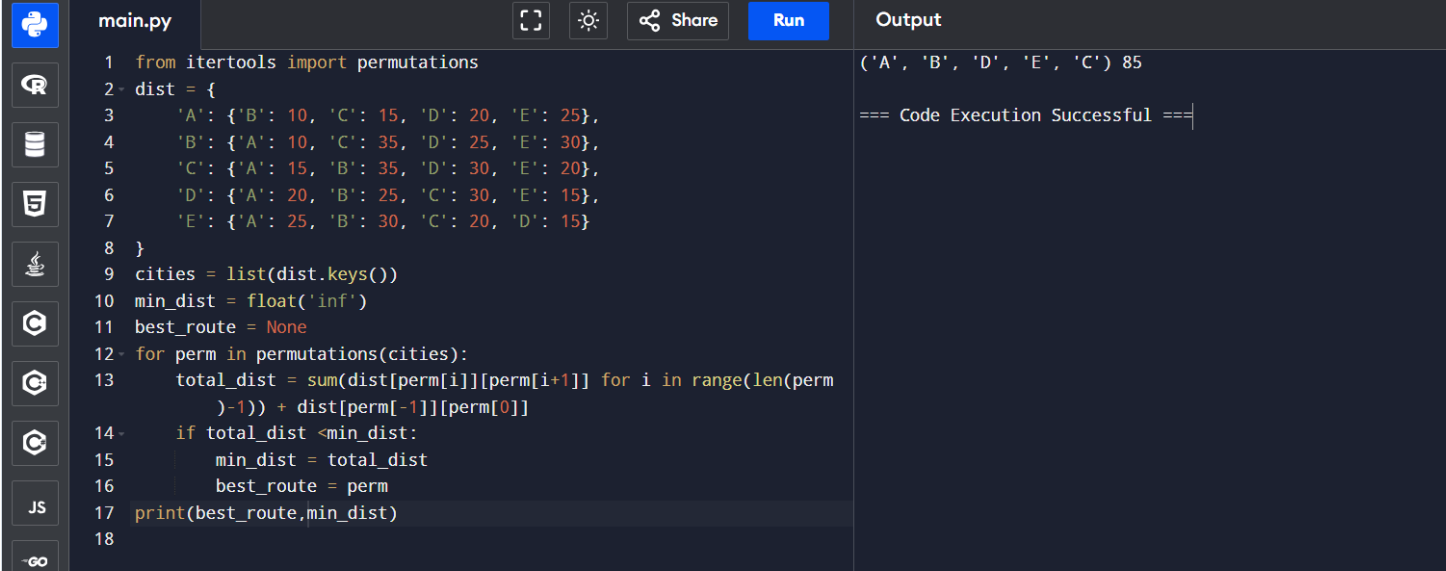 main.py
Share
Run
Output
1 from itertools import permutations
2 dist = {
3     'A': {'B': 10, 'C': 15, 'D': 20, 'E': 25},
4     'B': {'A': 10, 'C': 35, 'D': 25, 'E': 30},
5     'C': {'A': 15, 'B': 35, 'D': 30, 'E': 20},
6     'D': {'A': 20, 'B': 25, 'C': 30, 'E': 15},
7     'E': {'A': 25, 'B': 30, 'C': 20, 'D': 15}
8 }
9 cities = list(dist.keys())
10 min_dist = float('inf')
11 best_route = None
12 for perm in permutations(cities):
13     total_dist = sum(dist[perm[i]][perm[i+1]] for i in range(len(perm
)-1)) + dist[perm[-1]][perm[0]]
14     if total_dist <min_dist:
15         min_dist = total_dist
16         best_route = perm
17 print(best_route,min_dist)
18
('A', 'B', 'D', 'E', 'C') 85
=== Code Execution Successful ===
R
5
C
C
C
JS
GO